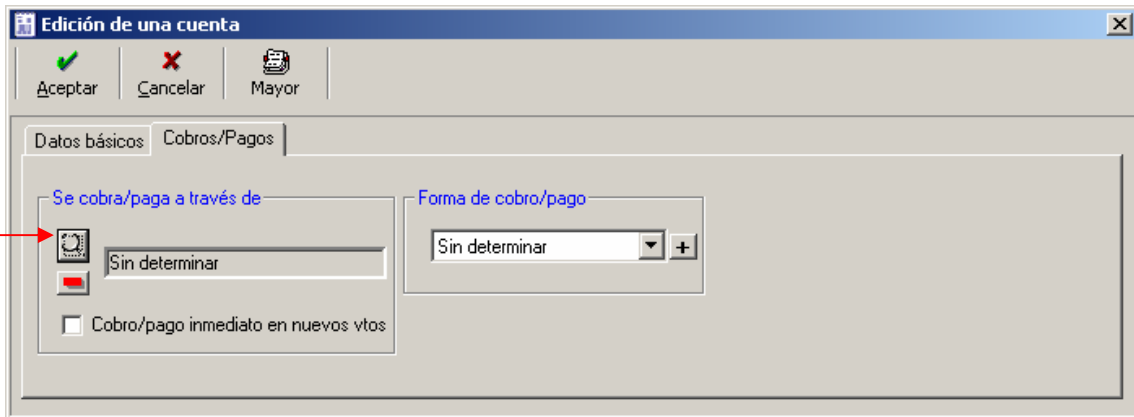 Edición de una cuenta
Aceptar Cancelar Mayor
Datos básicos Cobros/Pagos
Se cobra/paga a través de Forma de cobro/pago
Sin determinar Sin determinar +
Cobro/pago inmediato en nuevos vtos